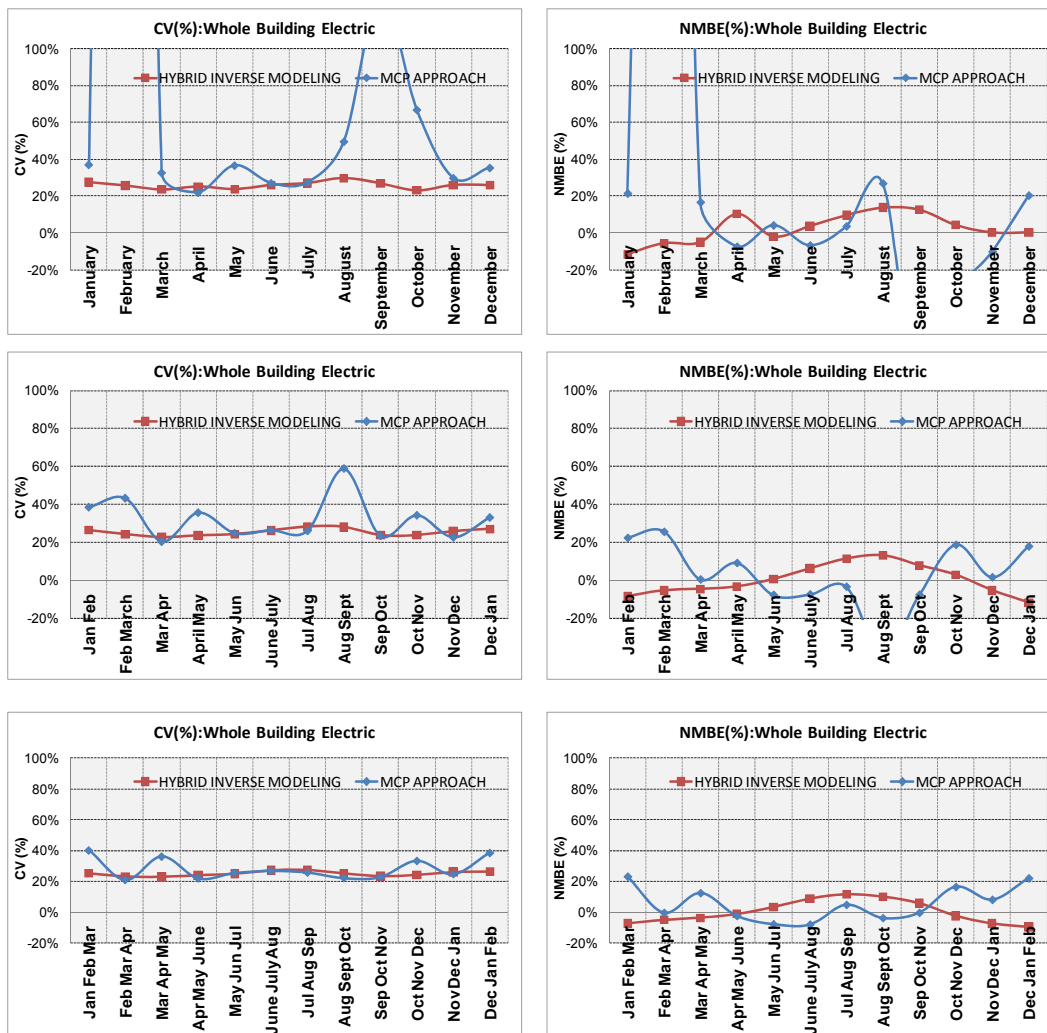 CV(%):Whole Building Electric
100%
80%
60%
40%
20%
0%
-20%
CV (%)
HYBRID INVERSE MODELING
MCP APPROACH
January
February
March
April
May
June
July
August
September
October
November
December
NMBE(%):Whole Building Electric
100%
80%
60%
40%
20%
0%
-20%
NMBE(%)
HYBRID INVERSE MODELING
MCP APPROACH
January
February
March
April
May
June
July
August
September
October
November
December
CV(%):Whole Building Electric
100%
80%
60%
40%
20%
0%
-20%
CV (%)
HYBRID INVERSE MODELING
MCP APPROACH
Jan Feb
Feb March
Mar Apr
April May
May Jun
June July
Jul Aug
Aug Sept
Sep Oct
Oct Nov
Nov Dec
Dec Jan
NMBE(%):Whole Building Electric
100%
80%
60%
40%
20%
0%
-20%
NMBE (%)
HYBRID INVERSE MODELING
MCP APPROACH
Jan Feb
Feb March
Mar Apr
April May
May Jun
June July
Jul Aug
Aug Sept
Sep Oct
Oct Nov
Nov Dec
Dec Jan
CV(%):Whole Building Electric
100%
80%
60%
40%
20%
0%
-20%
CV (%)
HYBRID INVERSE MODELING
MCP APPROACH
Jan Feb Mar
Feb Mar Apr
Mar Apr May
Apr May June
May Jun Jul
June July Aug
Jul Aug Sep
Aug Sept Oct
Sep Oct Nov
Oct Nov Dec
Nov Dec Jan
Dec Jan Feb
NMBE(%):Whole Building Electric
100%
80%
60%
40%
20%
0%
-20%
NMBE (%)
HYBRID INVERSE MODELING
MCP APPROACH
Jan Feb Mar
Feb Mar Apr
Mar Apr May
Apr May June
May Jun Jul
June July Aug
Jul Aug Sep
Aug Sept Oct
Sep Oct Nov
Oct Nov Dec
Nov Dec Jan
Dec Jan Feb